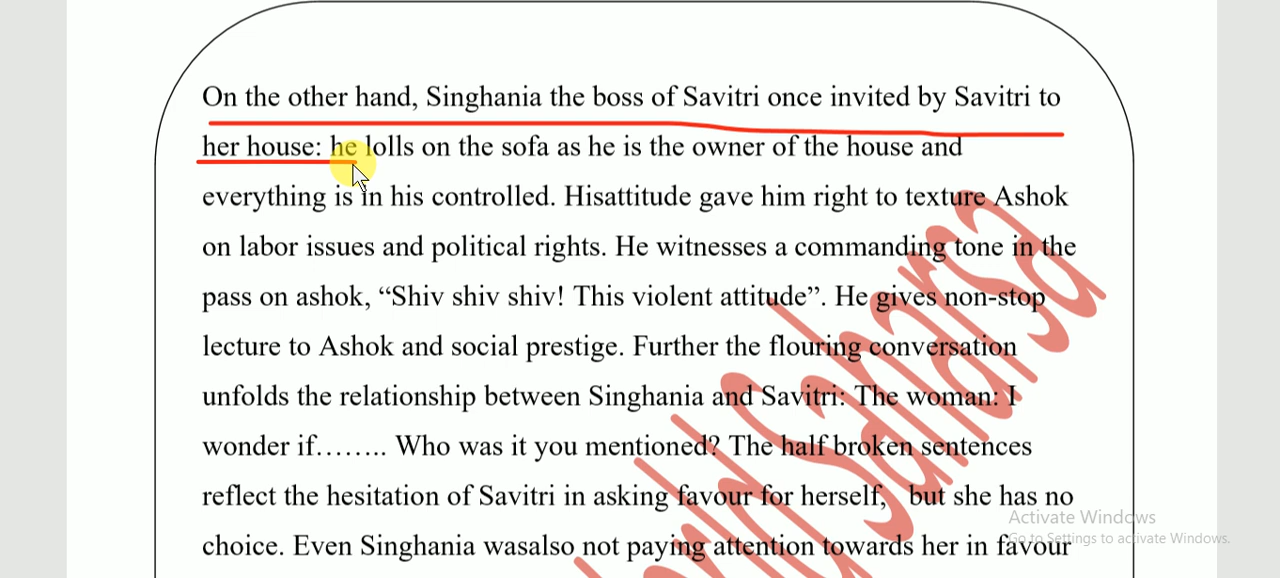 On the other hand, Singhania the boss of Savitri once invited by Savitri to
her house: he lolls on the sofa as he is the owner of the house and
everything is in his controlled. Hisattitude gave him right to texture Ashok
on labor issues and political rights. He witnesses a commanding tone in the
pass on ashok, “Shiv shiv shiv! This violent attitude”. He gives non-stop
lecture to Ashok and social prestige. Further the flouring conversation
unfolds the relationship between Singhania and Savitri: The woman: I
wonder if…….. Who was it you mentioned? The half broken sentences
reflect the hesitation of Savitri in asking favour for herself, but she has no
Activate Windows
Go to Settings to activate Windows.
choice. Even Singhania wasalso not paying attention towards her in favour
Saharsa